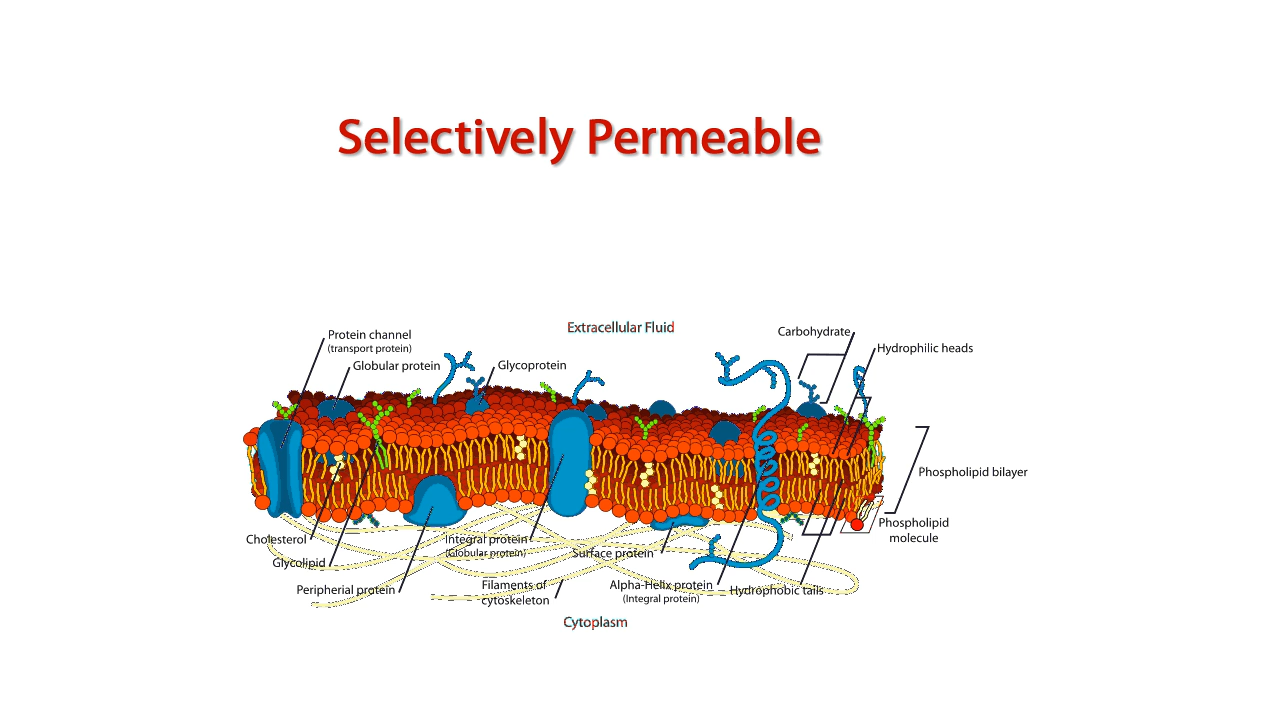 Selectively Permeable
Extracellular Fluid
Carbohydrate
Protein channel
(transport protein)
Hydrophilic heads
Globular protein
Glycoprotein
Phospholipid bilayer
Phospholipid
molecule
Cholesterol
Integral protein
(Globular protein)
Surface protein
Glycolipid
Peripherial protein
Filaments of
cytoskeleton
Alpha-Helix protein
(Integral protein)
Hydrophobic tails
Cytoplasm